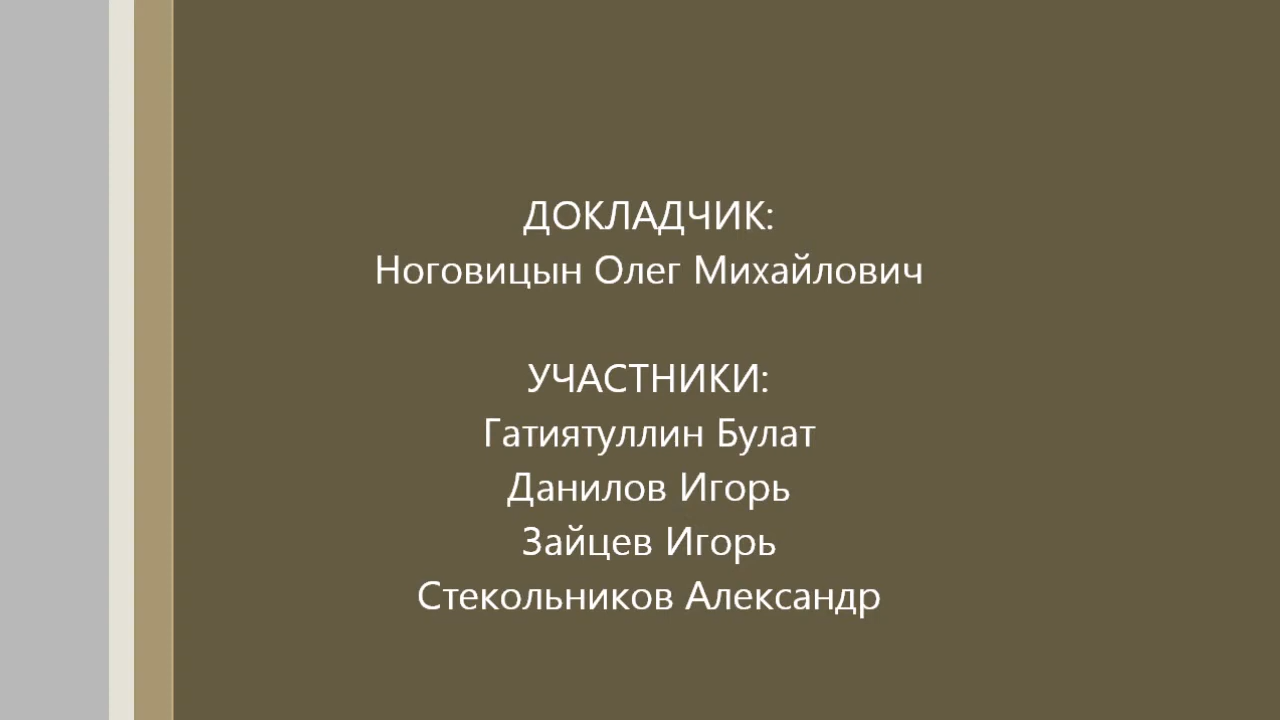 ДОКЛАДЧИК:
Ноговицын Олег Михайлович
УЧАСТНИКИ:
Гатиятуллин Булат
Данилов Игорь
Зайцев Игорь
Стекольников Александр